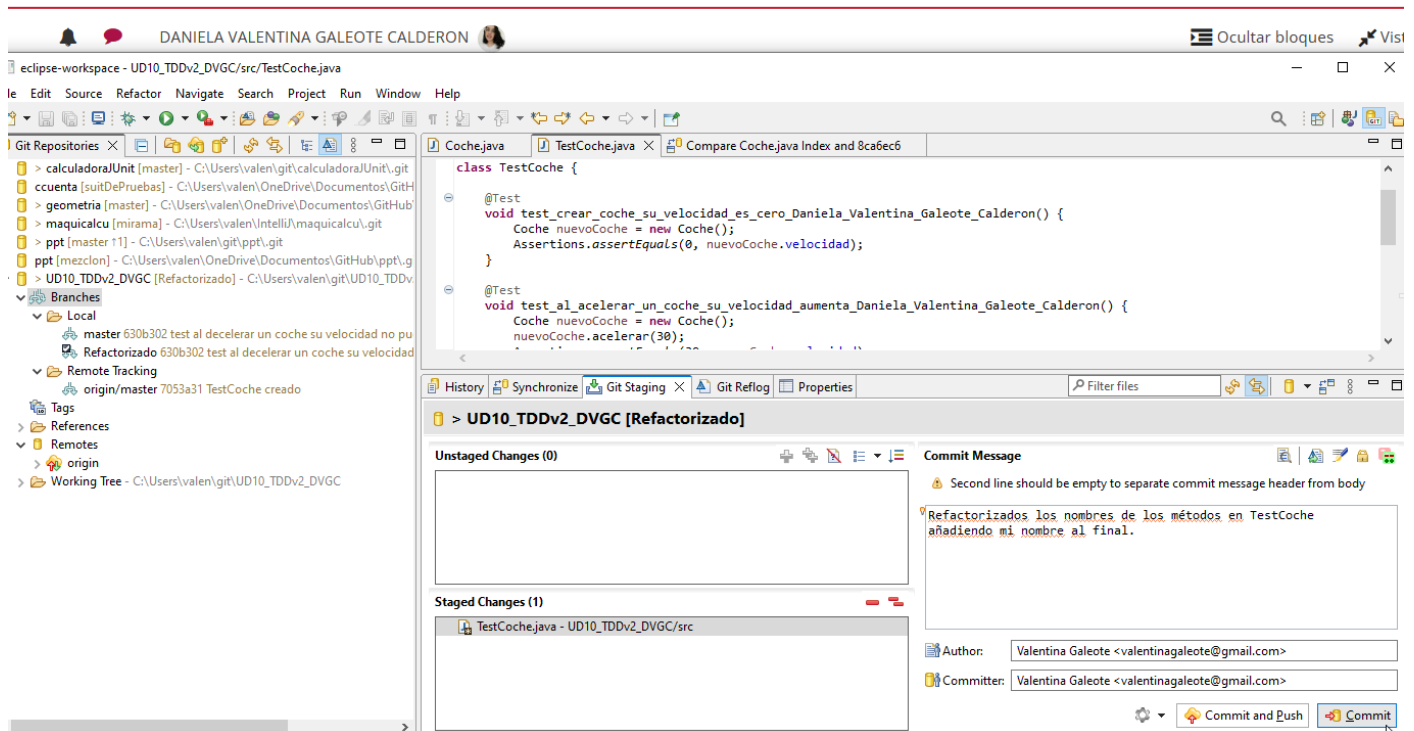 DANIELA VALENTINA GALEOTE CALDERON
Ocultar bloques
Vist
eclipse-workspace - UD10_TDDv2_DVGC/src/TestCoche.java
le Edit Source Refactor Navigate Search Project Run Window Help
Git Repositories
> calculadoraJUnit [master] - C:\Users\valen\git\calculadoraJUnit\.git
ccuenta [suitDePruebas] - C:\Users\valen\OneDrive\Documentos\GitH
> geometria [master] - C:\Users\valen\OneDrive\Documentos\GitHub
> maquicalcu [mirama] - C:\Users\valen\IntelliJ\maquicalcu\.git
> ppt [master ↑1] - C:\Users\valen\git\ppt\.git
ppt [mezclon] - C:\Users\valen\OneDrive\Documentos\GitHub\ppt\.g
> UD10_TDDv2_DVGC [Refactorizado] - C:\Users\valen\git\UD10_TDDv.
Branches
Local
master 630b302 test al decelerar un coche su velocidad no pu
Refactorizado 630b302 test al decelerar un coche su velocidad
Remote Tracking
origin/master 7053a31 TestCoche creado
Tags
References
Remotes
origin
Working Tree - C:\Users\valen\git\UD10_TDDv2_DVGC
Coche.java
TestCoche.java
Compare Coche.java Index and 8ca6ec6
class TestCoche {
@Test
void test_crear_coche_su_velocidad_es_cero_Daniela_Valentina_Galeote_Calderon() {
Coche nuevoCoche = new Coche();
Assertions.assertEquals(0, nuevoCoche.velocidad);
}
@Test
void test_al_acelerar_un_coche_su_velocidad_aumenta_Daniela_Valentina_Galeote_Calderon() {
Coche nuevoCoche = new Coche();
nuevoCoche.acelerar(30);
History
Synchronize
Git Staging
Git Reflog
Properties
Filter files
> UD10_TDDv2_DVGC [Refactorizado]
Unstaged Changes (0)
Staged Changes (1)
TestCoche.java - UD10_TDDv2_DVGC/src
Commit Message
Second line should be empty to separate commit message header from body
Refactorizados los nombres de los métodos en TestCoche
añadiendo mi nombre al final.
Author: Valentina Galeote <valentinagaleote@gmail.com>
Committer: Valentina Galeote <valentinagaleote@gmail.com>
Commit and Push
Commit